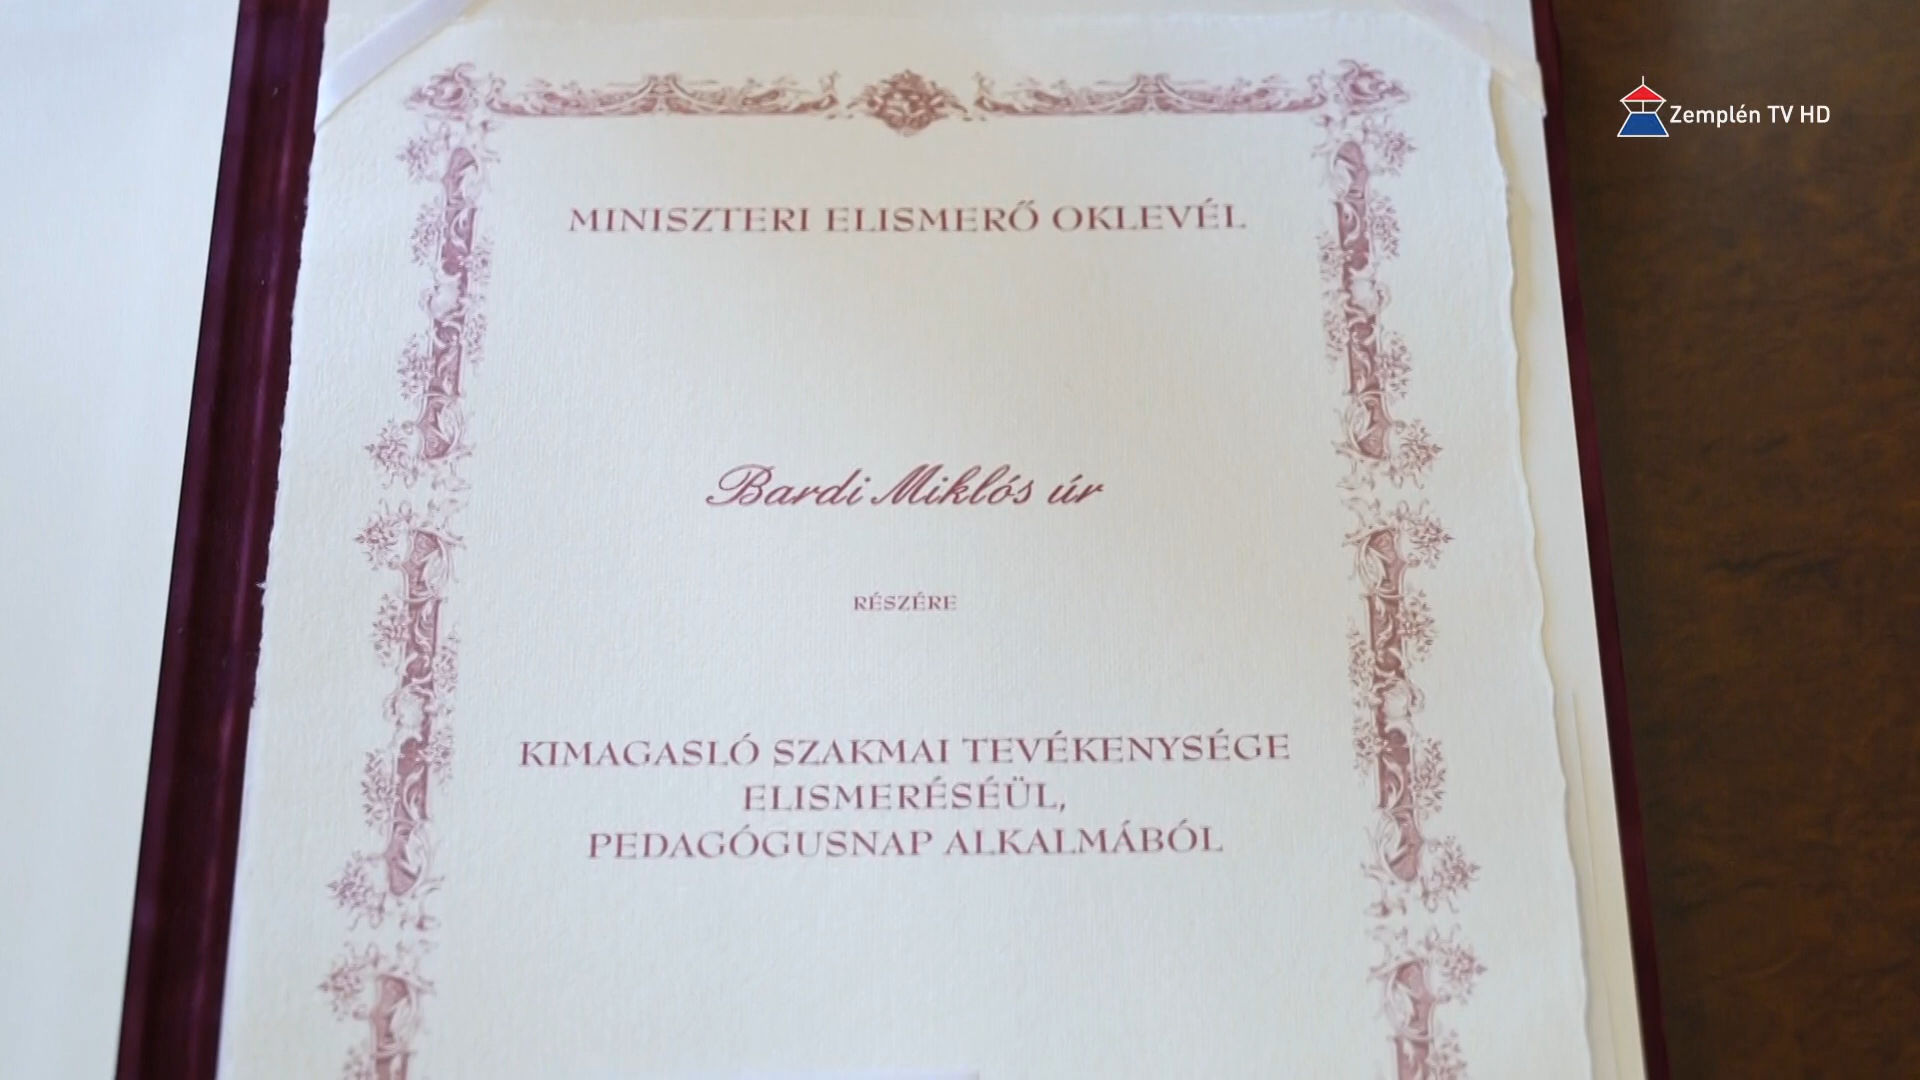 Zemplén TV HD
MINISZTERI ELISMERŐ OKLEVÉL
Bardi Miklós úr
RÉSZÉRE
KIMAGASLÓ SZAKMAI TEVÉKENYSÉGE
ELISMERÉSÉÜL,
PEDAGÓGUSNAP ALKALMÁBÓL